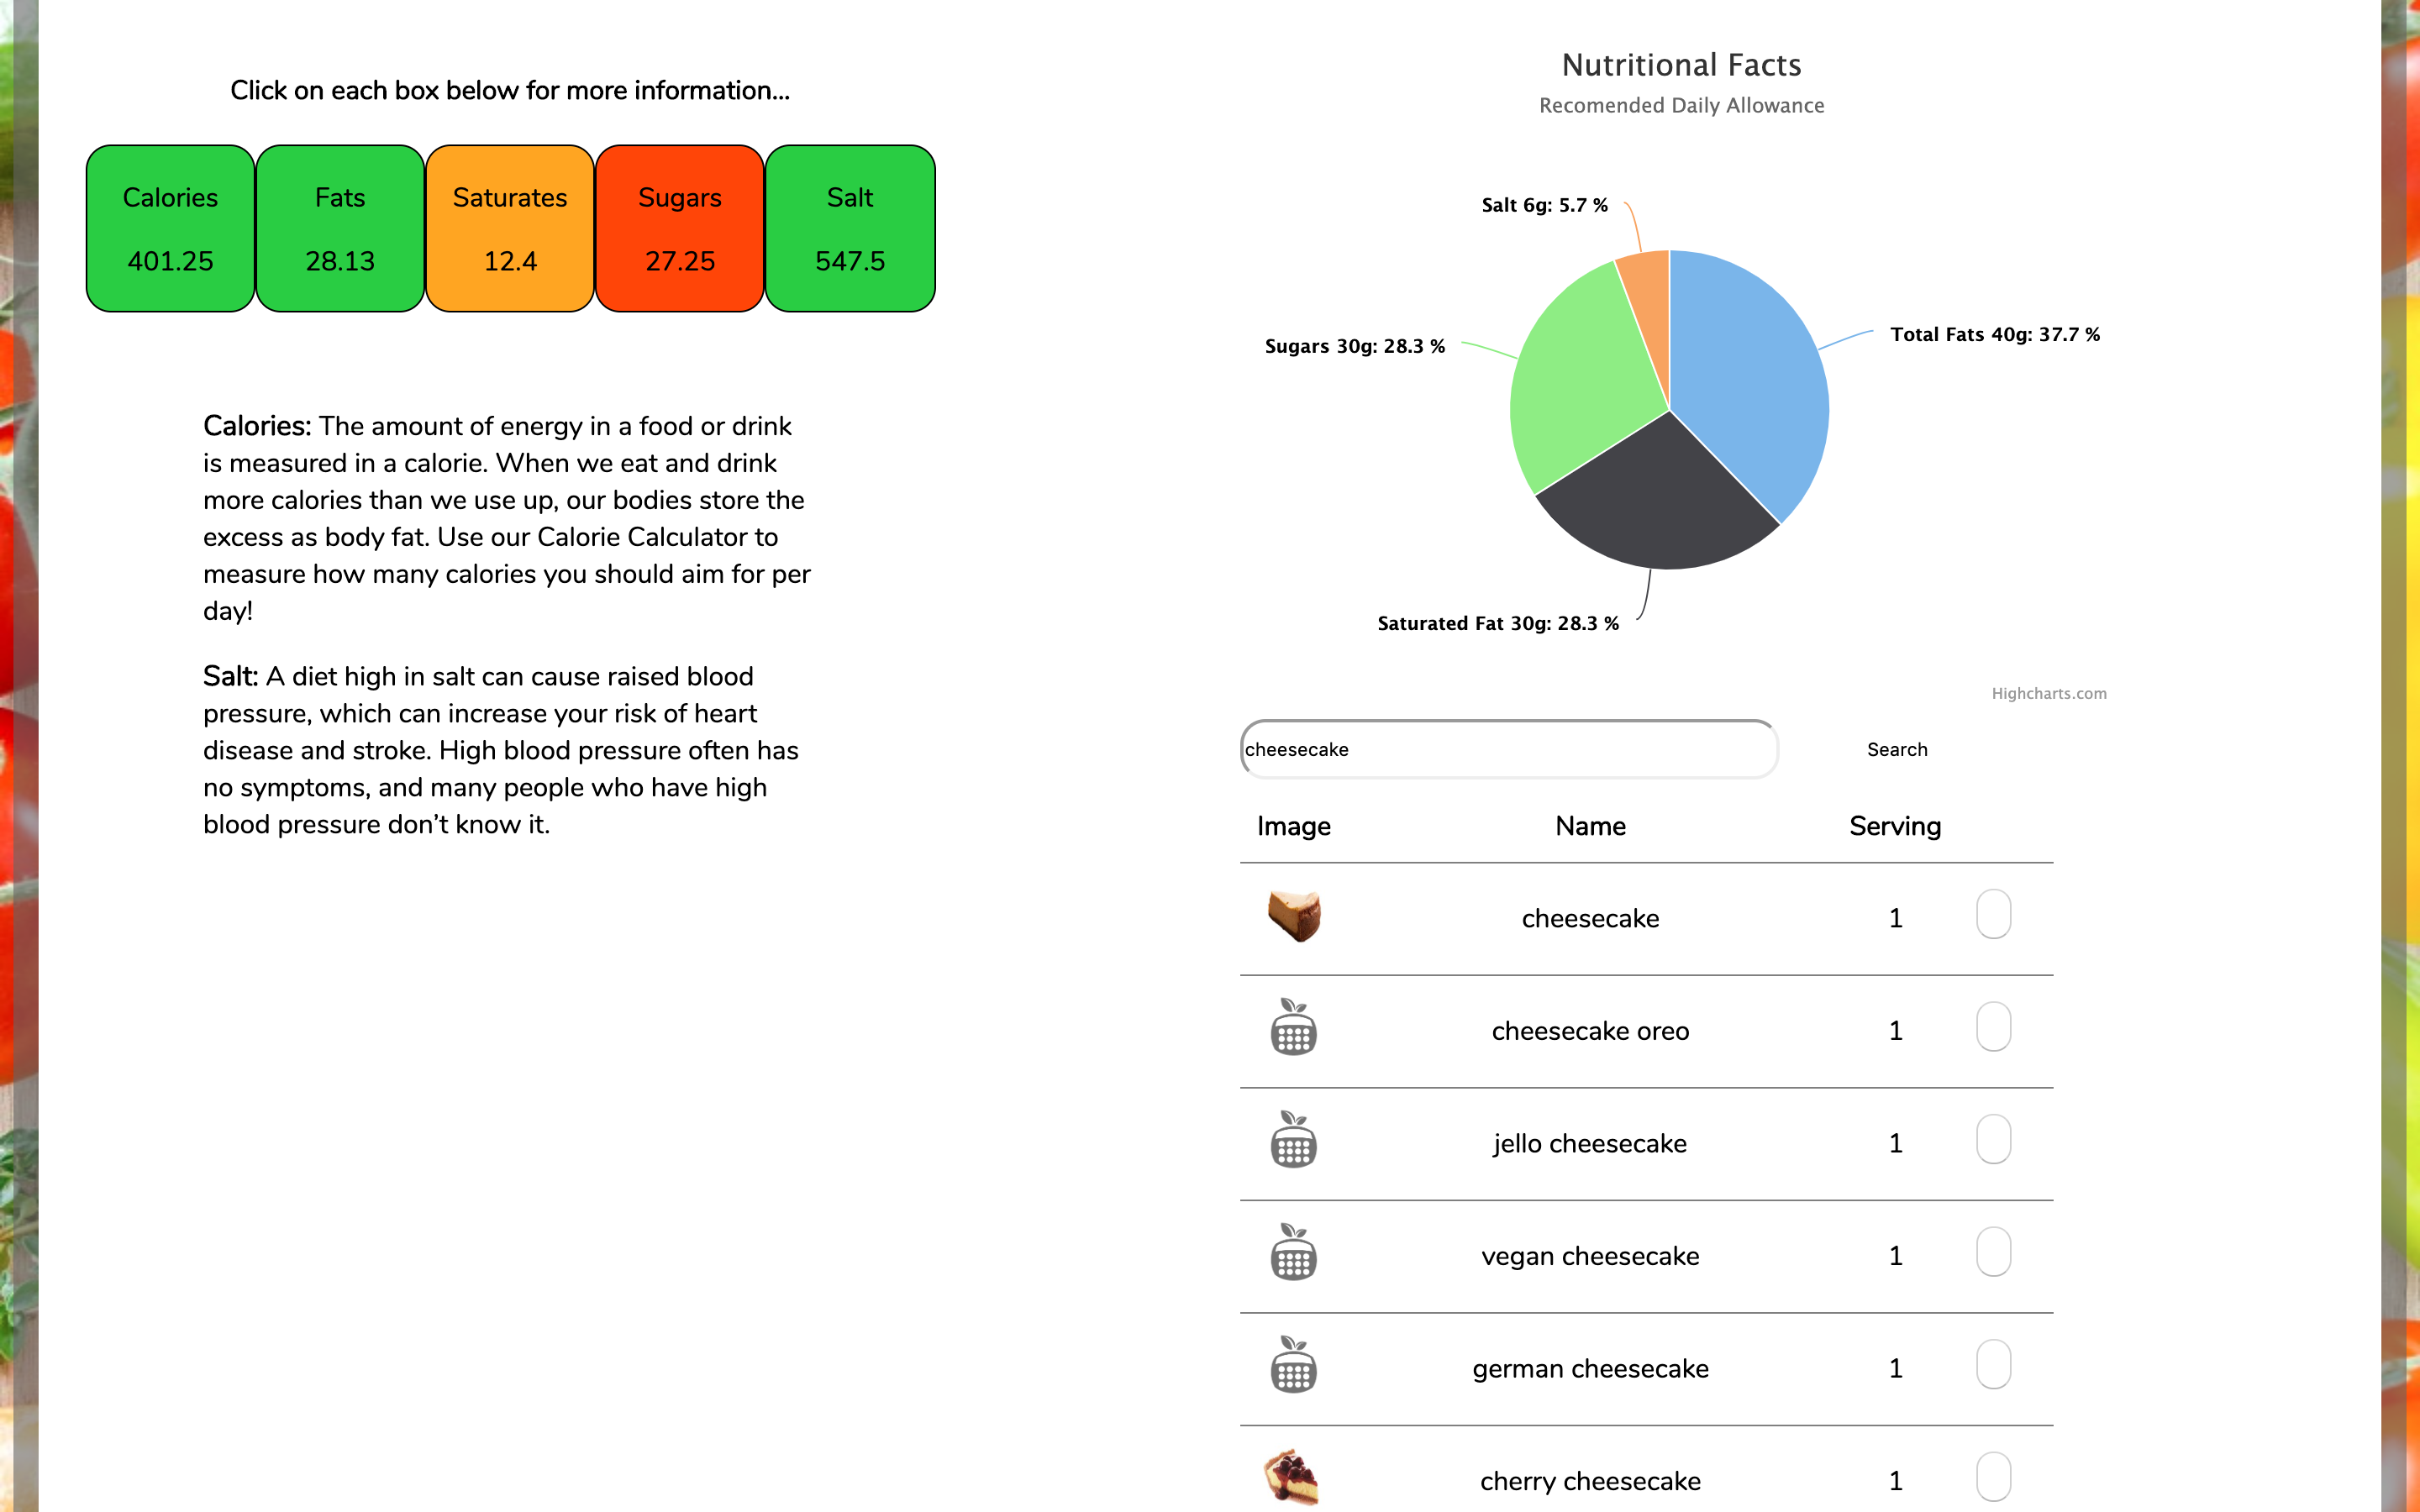 Click on each box below for more information...
Calories
401.25
Fats
28.13
Saturates
12.4
Sugars
27.25
Salt
547.5
Calories: The amount of energy in a food or drink
is measured in a calorie. When we eat and drink
more calories than we use up, our bodies store the
excess as body fat. Use our Calorie Calculator to
measure how many calories you should aim for per
day!
Salt: A diet high in salt can cause raised blood
pressure, which can increase your risk of heart
disease and stroke. High blood pressure often has
no symptoms, and many people who have high
blood pressure don’t know it.
Nutritional Facts
Recomended Daily Allowance
Salt 6g: 5.7 %
Total Fats 40g: 37.7 %
Sugars 30g: 28.3 %
Saturated Fat 30g: 28.3 %
Highcharts.com
cheesecake Search
Image Name Serving
cheesecake 1
cheesecake oreo 1
jello cheesecake 1
vegan cheesecake 1
german cheesecake 1
cherry cheesecake 1